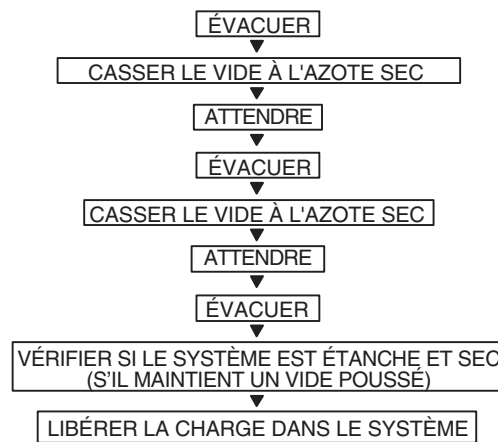 ÉVACUER
CASSER LE VIDE À L'AZOTE SEC
ATTENDRE
ÉVACUER
CASSER LE VIDE À L'AZOTE SEC
ATTENDRE
ÉVACUER
VÉRIFIER SI LE SYSTÈME EST ÉTANCHE ET SEC
(S'IL MAINTIENT UN VIDE POUSSÉ)
LIBÉRER LA CHARGE DANS LE SYSTÈME